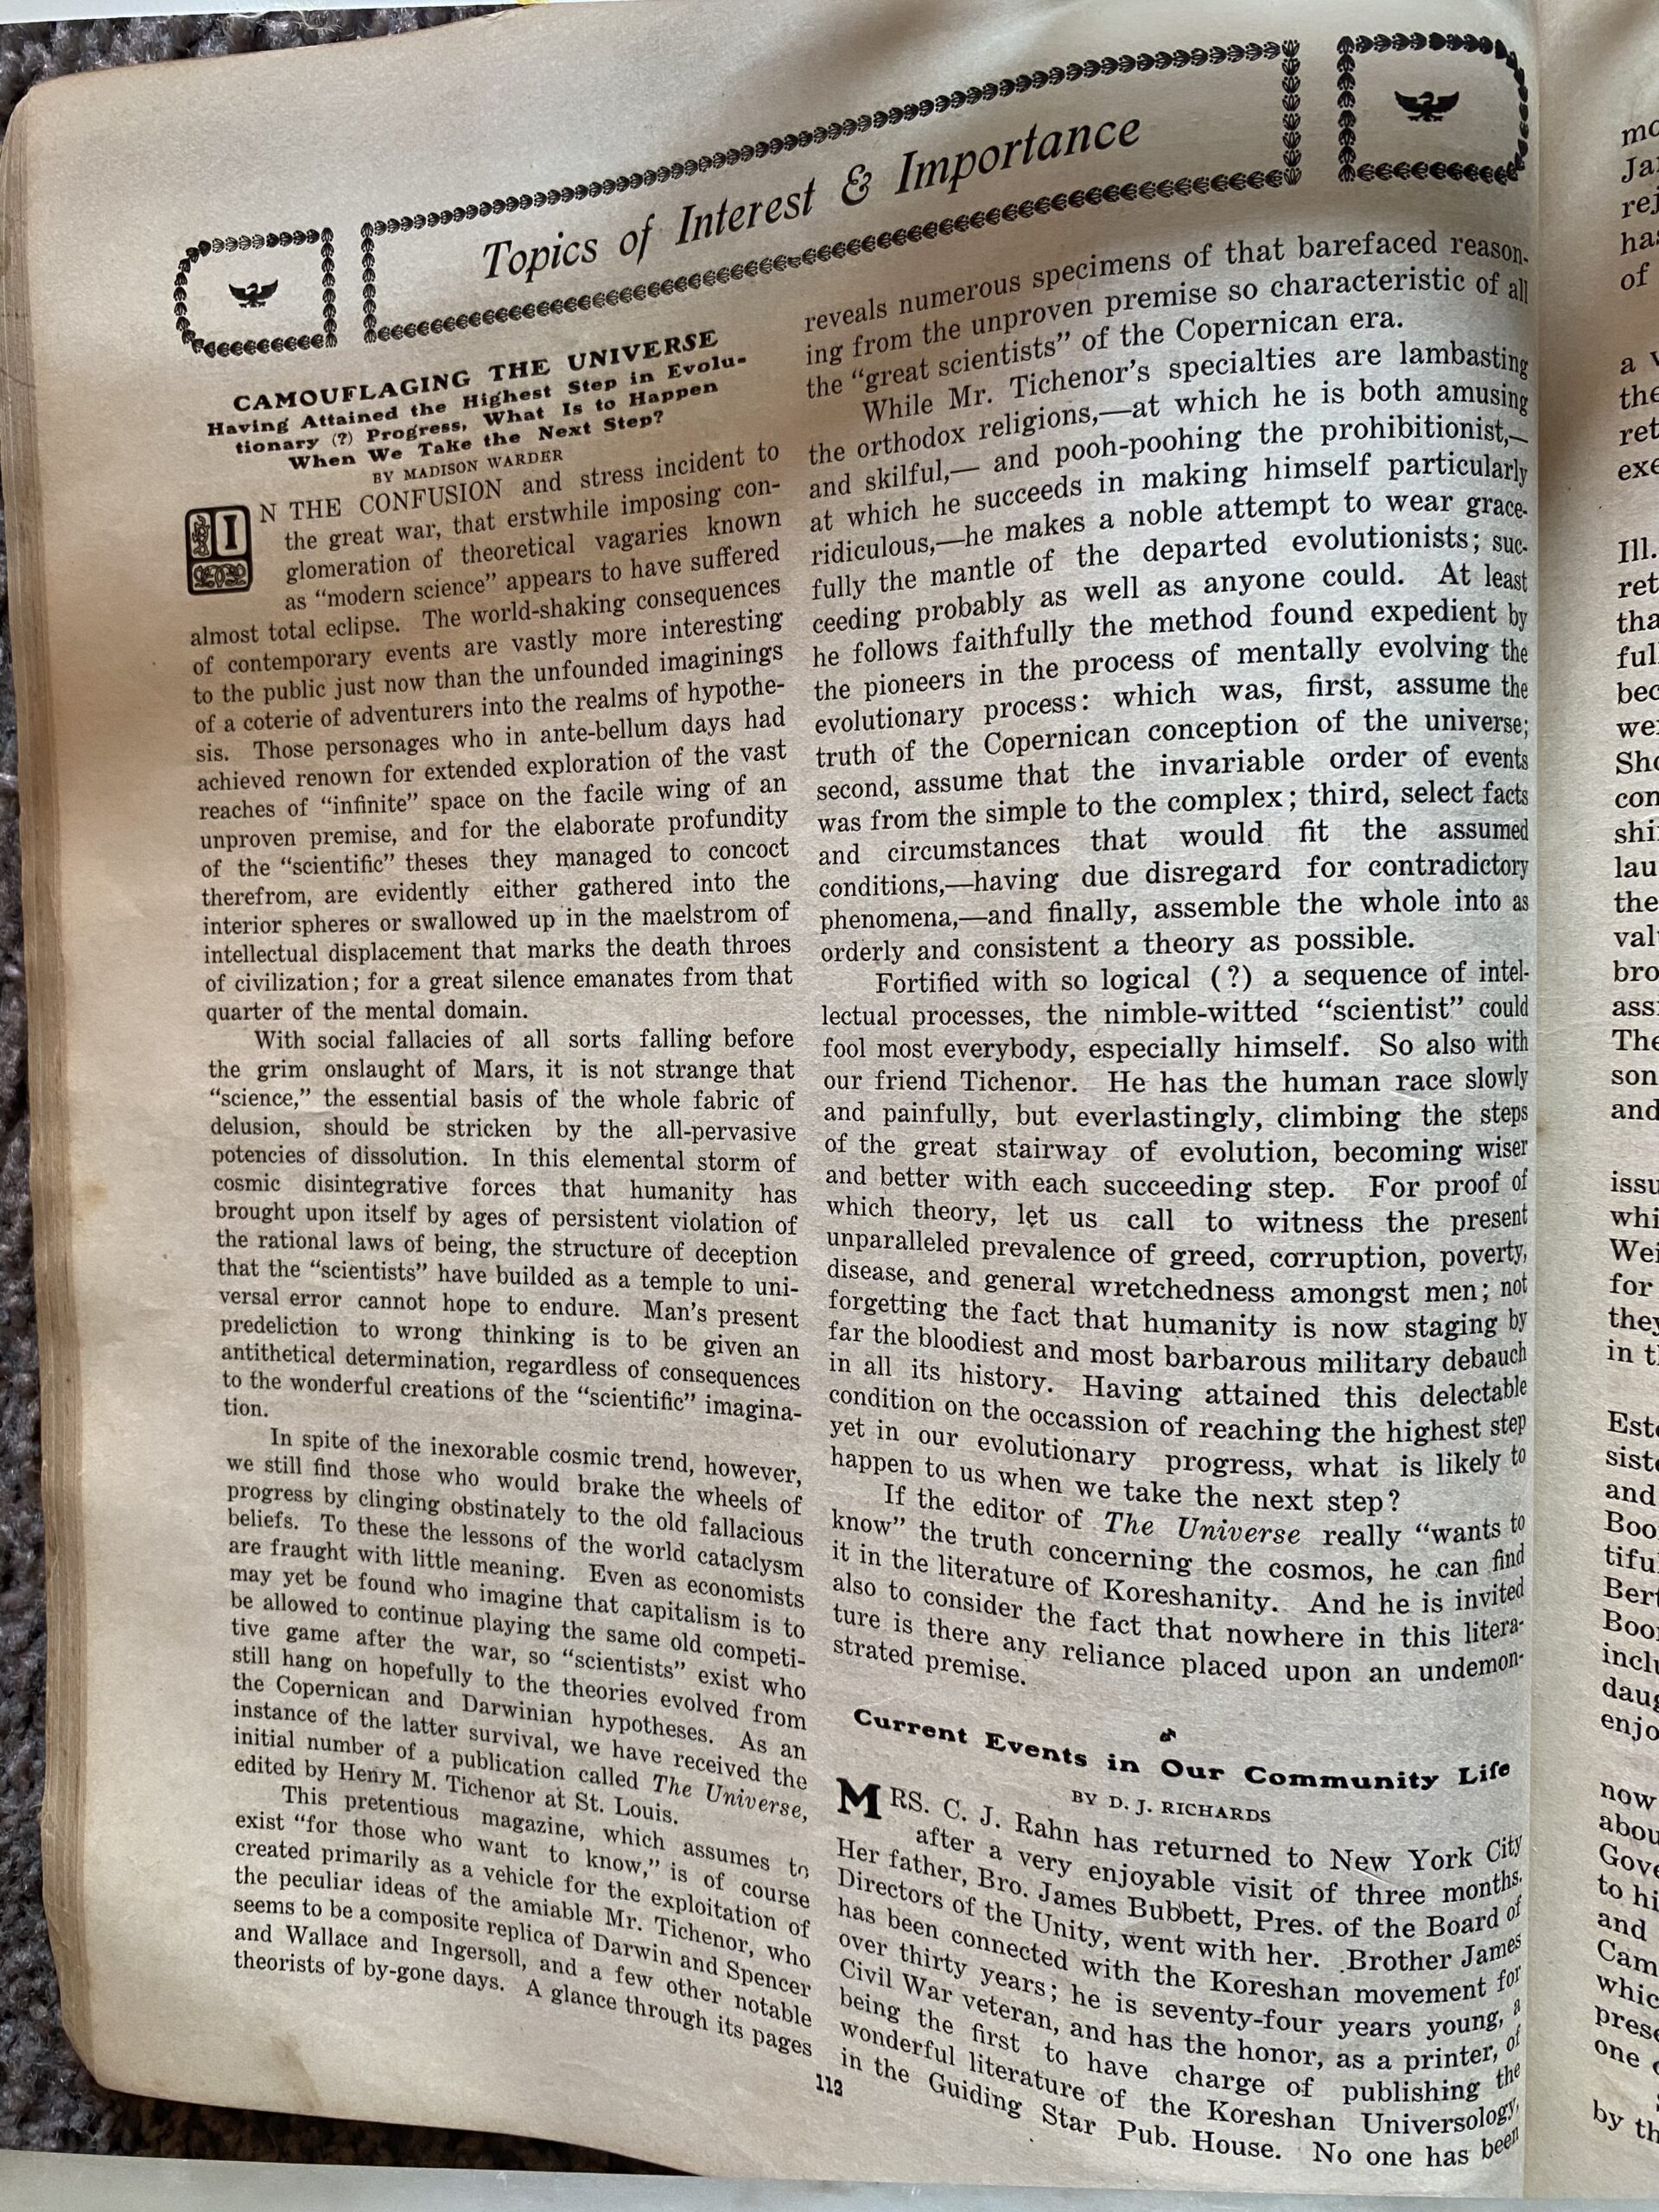 Topics of Interest & Importance
CAMOUFLAGING THE UNIVERSE
Having Attained the Highest Step in Evolu-
tionary (?) Progress, What Is to Happen
When We Take the Next Step?
BY MADISON WARDER
IN THE CONFUSION and stress incident to
the great war, that erstwhile imposing con-
glomeration of theoretical vagaries known
as "modern science" appears to have suffered
almost total eclipse. The world-shaking consequences
of contemporary events are vastly more interesting
to the public just now than the unfounded imaginings
of a coterie of adventurers into the realms of hypothe-
sis. Those personages who in ante-bellum days had
achieved renown for extended exploration of the vast
reaches of "infinite" space on the facile wing of an
unproven premise, and for the elaborate profundity
of the "scientific" theses they managed to concoct
therefrom, are evidently either gathered into the
interior spheres or swallowed up in the maelstrom of
intellectual displacement that marks the death throes
of civilization; for a great silence emanates from that
quarter of the mental domain.
With social fallacies of all sorts falling before
the grim onslaught of Mars, it is not strange that
"science," the essential basis of the whole fabric of
delusion, should be stricken by the all-pervasive
potencies of dissolution. In this elemental storm of
cosmic disintegrative forces that humanity has
brought upon itself by ages of persistent violation of
the rational laws of being, the structure of deception
that the "scientists" have builded as a temple to uni-
versal error cannot hope to endure. Man's present
predeliction to wrong thinking is to be given an
antithetical determination, regardless of consequences
to the wonderful creations of the "scientific" imagina-
tion.
In spite of the inexorable cosmic trend, however,
we still find those who would brake the wheels of
progress by clinging obstinately to the old fallacious
beliefs. To these the lessons of the world cataclysm
are fraught with little meaning. Even as economists
may yet be found who imagine that capitalism is to
be allowed to continue playing the same old competi-
tive game after the war, so "scientists" exist who
still hang on hopefully to the theories evolved from
the Copernican and Darwinian hypotheses. As an
instance of the latter survival, we have received the
initial number of a publication called The Universe,
edited by Henry M. Tichenor at St. Louis.
This pretentious magazine, which assumes to
exist "for those who want to know," is of course
created primarily as a vehicle for the exploitation of
the peculiar ideas of the amiable Mr. Tichenor, who
seems to be a composite replica of Darwin and Spencer
and Wallace and Ingersoll, and a few other notable
theorists of by-gone days. A glance through its pages
reveals numerous specimens of that barefaced reason-
ing from the unproven premise so characteristic of all
the "great scientists" of the Copernican era.
While Mr. Tichenor's specialties are lambasting
the orthodox religions,—at which he is both amusing
and skilful,— and pooh-poohing the prohibitionist,—
at which he succeeds in making himself particularly
ridiculous,—he makes a noble attempt to wear grace-
fully the mantle of the departed evolutionists; suc-
ceeding probably as well as anyone could. At least
he follows faithfully the method found expedient by
the pioneers in the process of mentally evolving the
evolutionary process: which was, first, assume the
truth of the Copernican conception of the universe;
second, assume that the invariable order of events
was from the simple to the complex; third, select facts
and circumstances that would fit the assumed
conditions,—having due disregard for contradictory
phenomena,—and finally, assemble the whole into as
orderly and consistent a theory as possible.
Fortified with so logical (?) a sequence of intel-
lectual processes, the nimble-witted "scientist" could
fool most everybody, especially himself. So also with
our friend Tichenor. He has the human race slowly
and painfully, but everlastingly, climbing the steps
of the great stairway of evolution, becoming wiser
and better with each succeeding step. For proof of
which theory, let us call to witness the present
unparalleled prevalence of greed, corruption, poverty,
disease, and general wretchedness amongst men; not
forgetting the fact that humanity is now staging by
far the bloodiest and most barbarous military debauch
in all its history. Having attained this delectable
condition on the occassion of reaching the highest step
yet in our evolutionary progress, what is likely to
happen to us when we take the next step?
If the editor of The Universe really "wants to
know" the truth concerning the cosmos, he can find
it in the literature of Koreshanity. And he is invited
also to consider the fact that nowhere in this litera-
ture is there any reliance placed upon an undemon-
strated premise.
Current Events in Our Community Life
BY D. J. RICHARDS
MRS. C. J. Rahn has returned to New York City
after a very enjoyable visit of three months.
Her father, Bro. James Bubbett, Pres. of the Board of
Directors of the Unity, went with her. Brother James
has been connected with the Koreshan movement for
over thirty years; he is seventy-four years young, a
Civil War veteran, and has the honor, as a printer, of
being the first to have charge of publishing the
wonderful literature of the Koreshan Universology,
in the Guiding Star Pub. House. No one has been
112